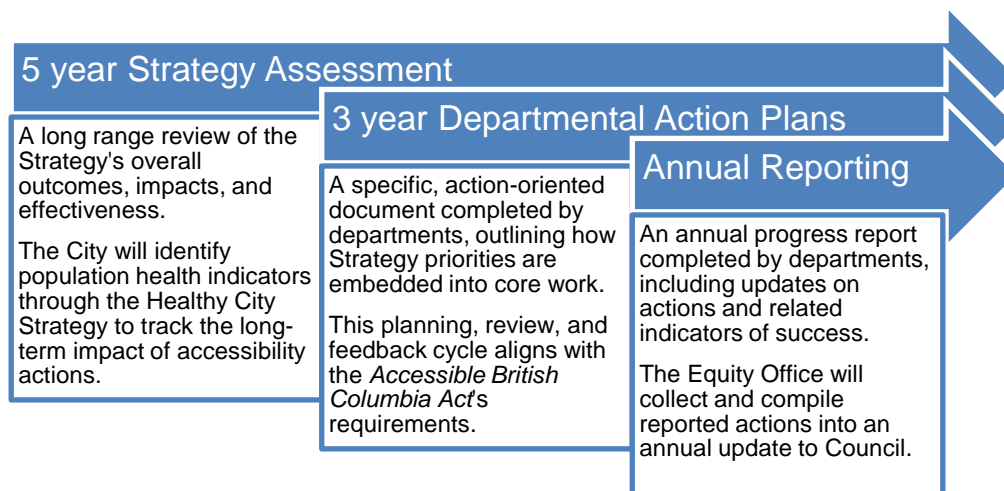 5 year Strategy Assessment
A long range review of the
Strategy's overall
outcomes, impacts, and
effectiveness.
The City will identify
population health indicators
through the Healthy City
Strategy to track the long-
term impact of accessibility
actions.
3 year Departmental Action Plans
A specific, action-oriented
document completed by
departments, outlining how
Strategy priorities are
embedded into core work.
This planning, review, and
feedback cycle aligns with
the Accessible British
Columbia Act's
requirements.
Annual Reporting
An annual progress report
completed by departments,
including updates on
actions and related
indicators of success.
The Equity Office will
collect and compile
reported actions into an
annual update to Council.